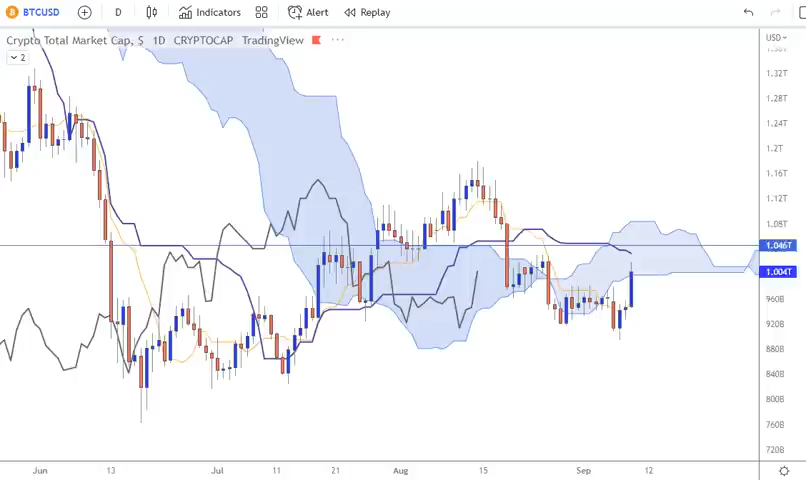 BTCUSD D Indicators Alert Replay
Crypto Total Market Cap, $ 1D CRYPTOCAP TradingView
2
USD
1.32T
1.28T
1.24T
1.2T
1.16T
1.12T
1.08T
1.046T
1.004T
960B
920B
880B
840B
800B
760B
720B
Jun 13 Jul 11 21 Aug 15 Sep 12